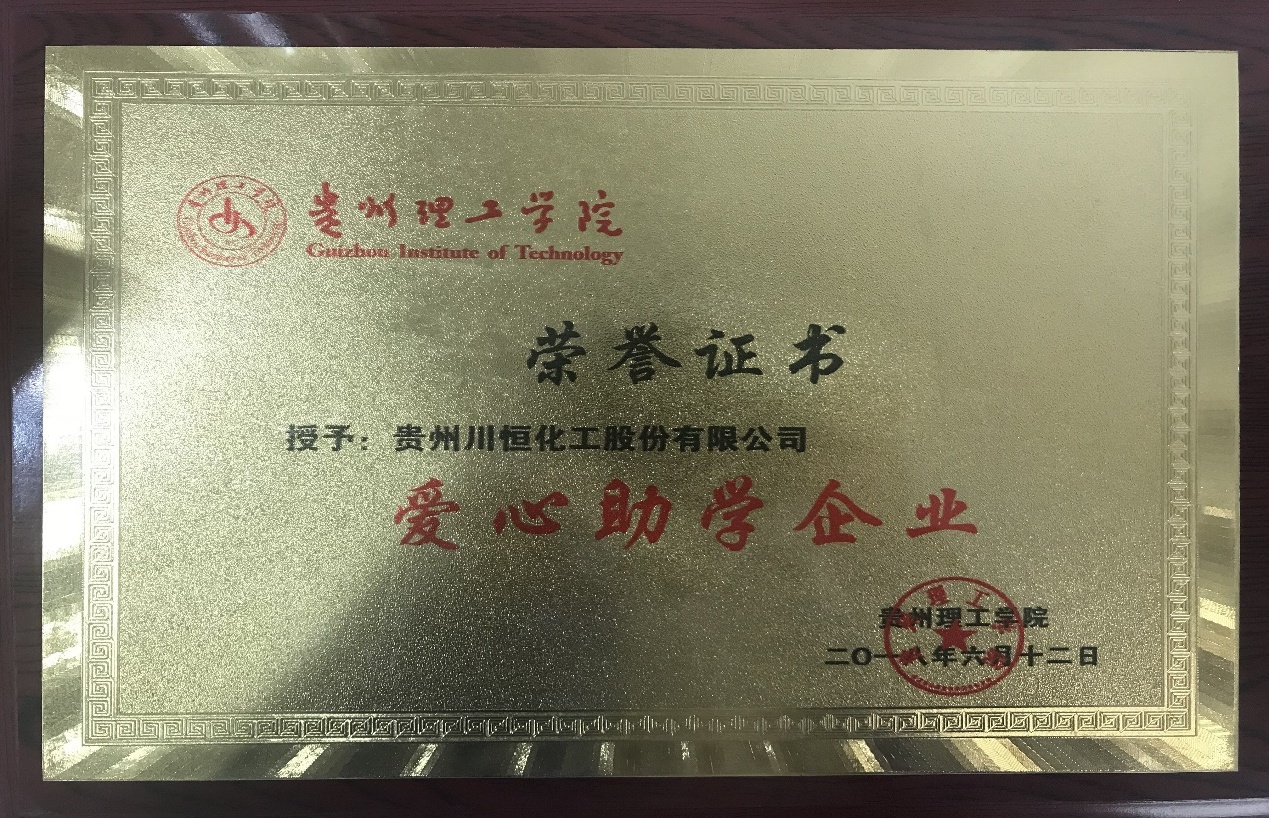 贵州理工学院
Guizhou Institute of Technology
荣誉证书
授予：贵州川恒化工股份有限公司
爱心助学企业
贵州理工学院
二〇一八年六月十二日